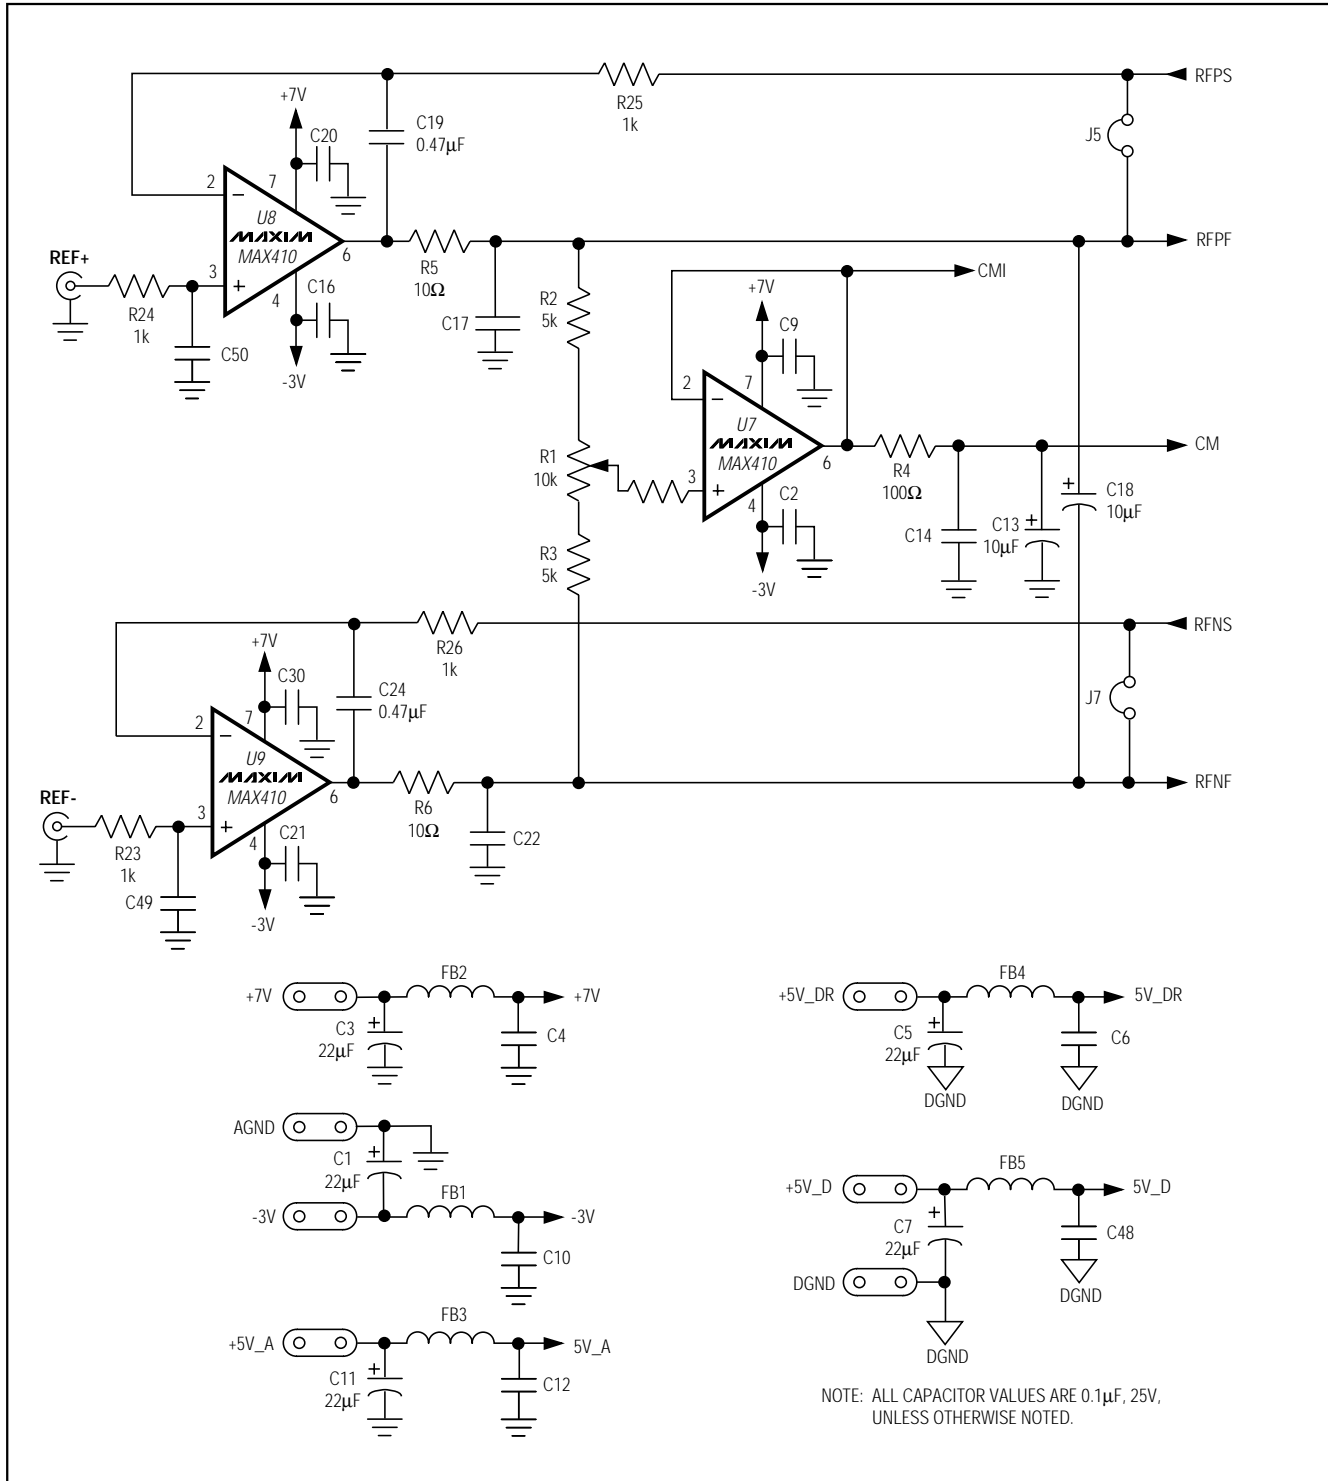 RFPS
R25
1k
+7V
C20
C19
0.47µF
J5
2
7
−
U8
MAXIM
MAX410
6
RFPF
REF+
3
+
4
R24
1k
C50
C16
-3V
R5
10Ω
C17
R2
5k
CMI
+7V
C9
2
7
−
U7
MAXIM
MAX410
6
R1
10k
3
+
4
C2
-3V
R4
100Ω
CM
C14
+
C13
10µF
+
C18
10µF
R3
5k
RFNS
R26
1k
+7V
C30
C24
0.47µF
J7
2
7
−
U9
MAXIM
MAX410
6
RFNF
REF-
3
+
4
R23
1k
C49
C21
-3V
R6
10Ω
C22
+7V
FB2
+7V
C3
22µF
+
C4
+5V_DR
FB4
5V_DR
C5
22µF
+
C6
DGND
DGND
AGND
C1
22µF
+
-3V
FB1
-3V
C10
+5V_D
FB5
5V_D
C7
22µF
+
C48
DGND
DGND
DGND
+5V_A
FB3
5V_A
C11
22µF
+
C12
NOTE: ALL CAPACITOR VALUES ARE 0.1µF, 25V,
UNLESS OTHERWISE NOTED.